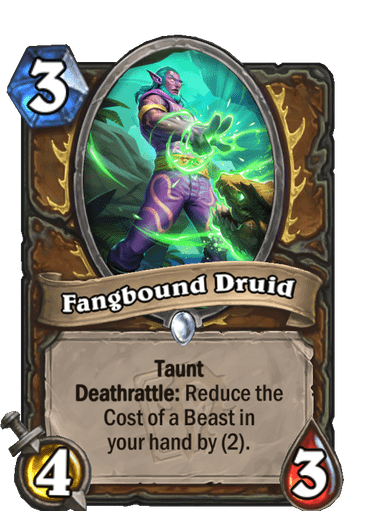 3
Fangbound Druid
Taunt
Deathrattle: Reduce the
Cost of a Beast in
your hand by (2).
4
3